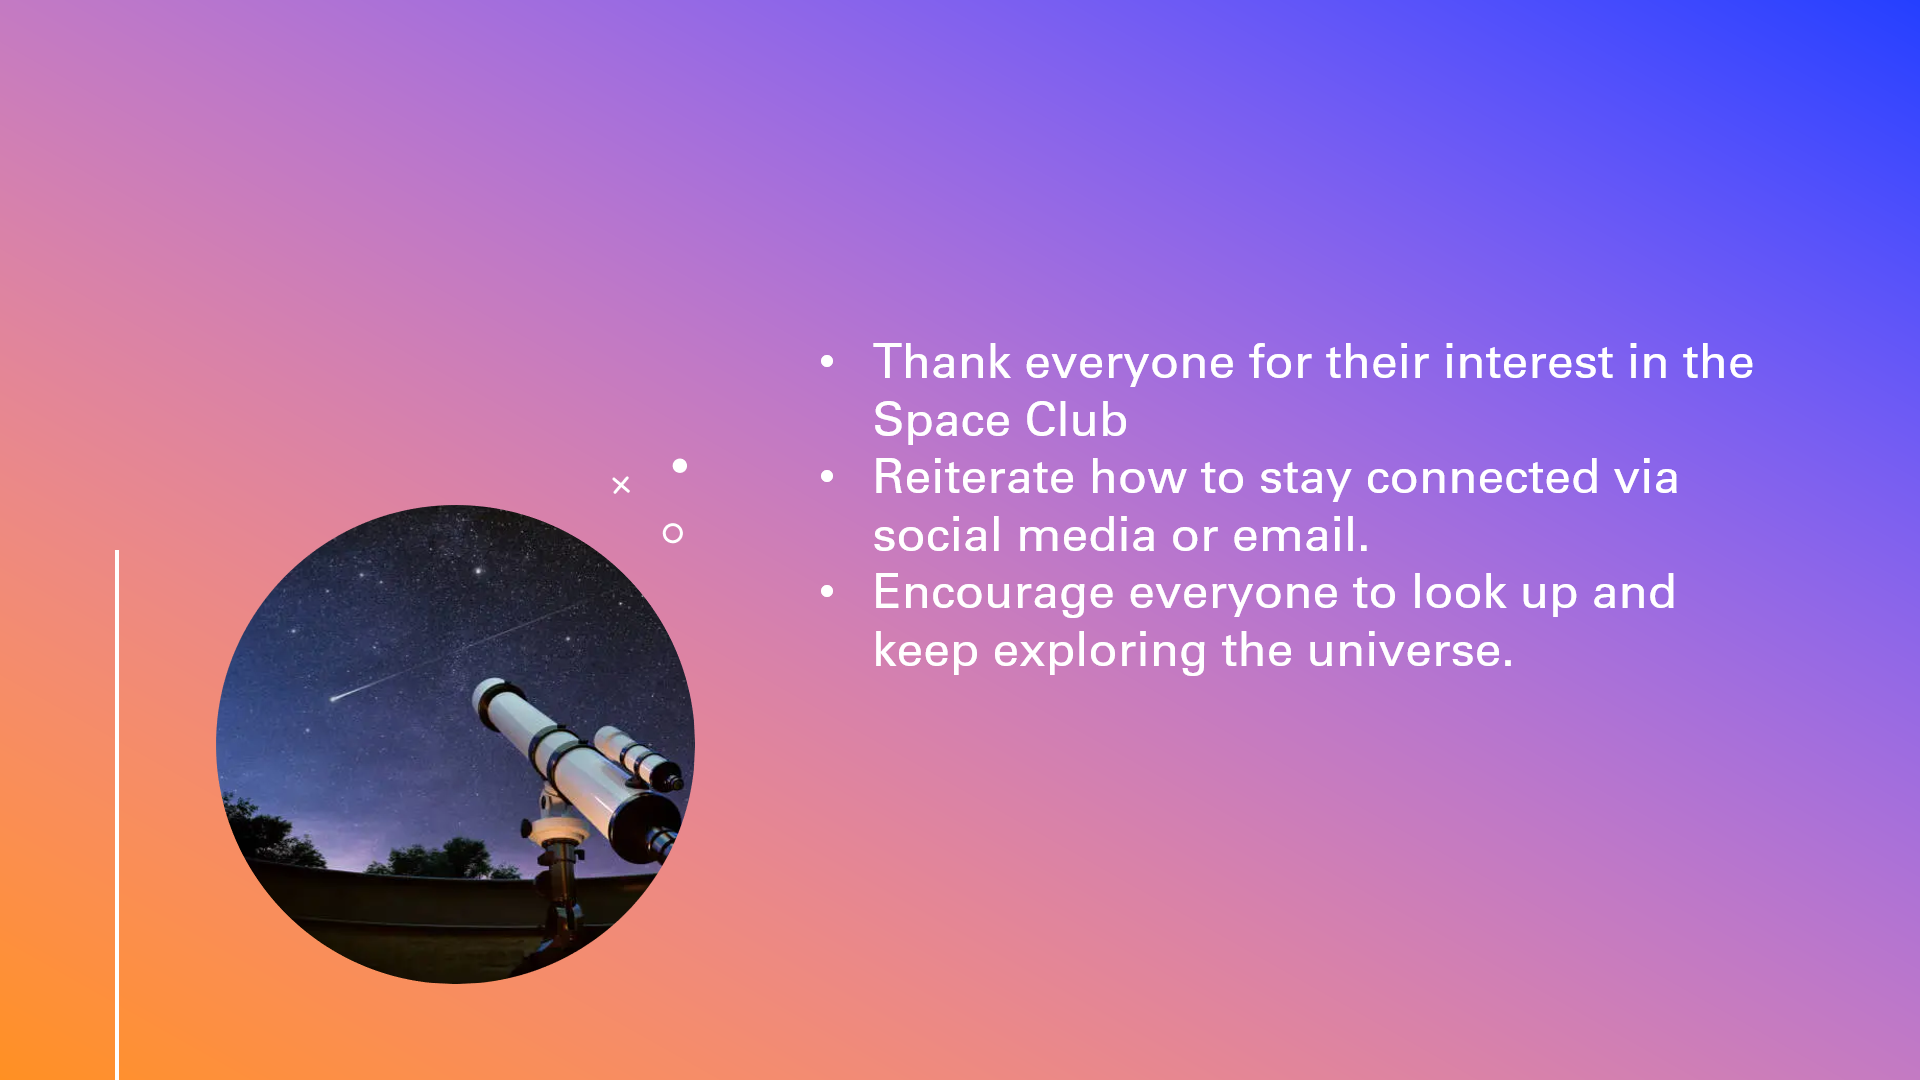 • Thank everyone for their interest in the
Space Club
• Reiterate how to stay connected via
social media or email.
• Encourage everyone to look up and
keep exploring the universe.